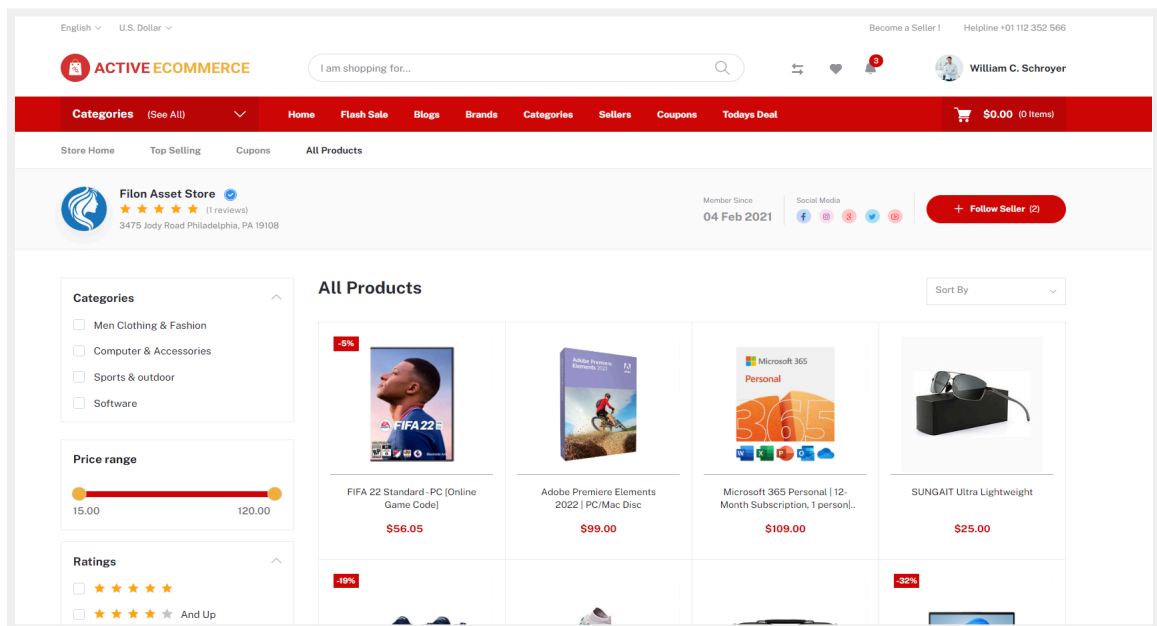 English U.S. Dollar Become a Seller ! Helpline +01 112 352 566
ACTIVE ECOMMERCE I am shopping for... 3 William C. Schroyer
Categories (See All) Home Flash Sale Blogs Brands Categories Sellers Coupons Todays Deal $0.00 (0 Items)
Store Home Top Selling Cupons All Products
Filon Asset Store
(1 reviews)
3475 Jody Road Philadelphia, PA 19108
Member Since
04 Feb 2021
Social Media
+ Follow Seller (2)
Categories
Men Clothing & Fashion
Computer & Accessories
Sports & outdoor
Software
Price range
15.00 120.00
Ratings
And Up
All Products
Sort By
-5%
FIFA 22
Adobe Premiere
Elements 2022
Microsoft 365
Personal
365
FIFA 22 Standard - PC [Online
Game Code]
$56.05
Adobe Premiere Elements
2022 | PC/Mac Disc
$99.00
Microsoft 365 Personal | 12-
Month Subscription, 1 person|..
$109.00
SUNGAIT Ultra Lightweight
$25.00
-19%
-32%